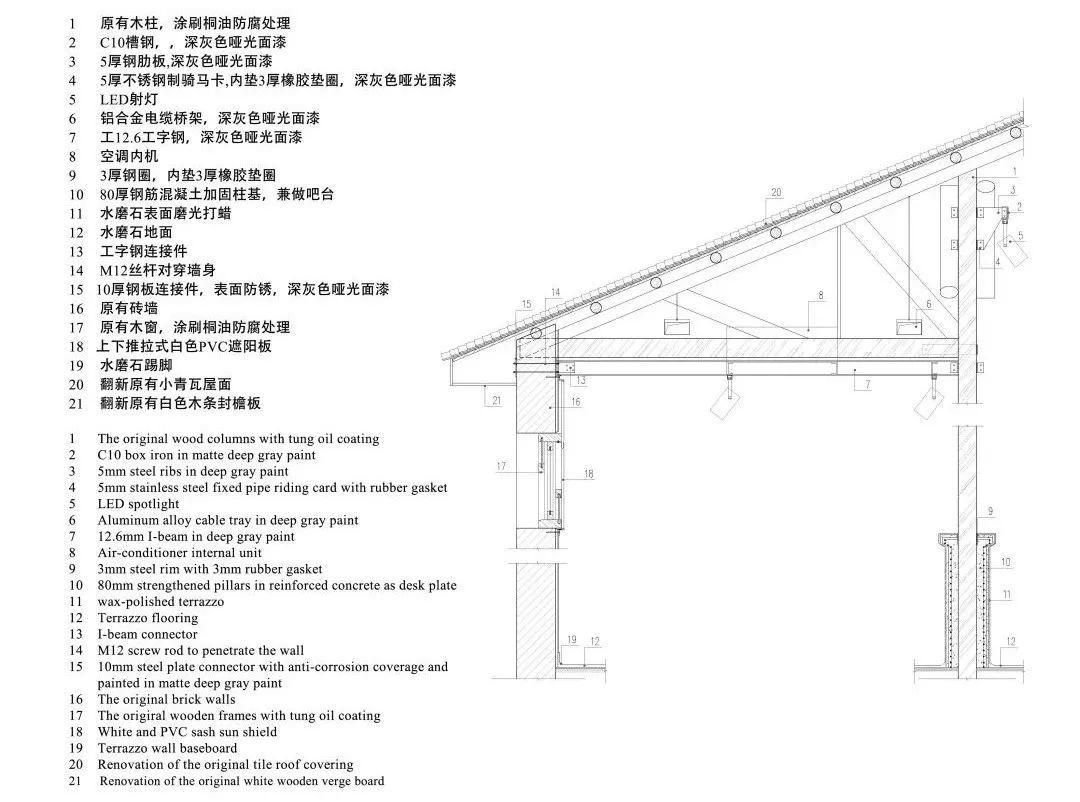 1 原有木柱，涂刷桐油防腐处理
2 C10槽钢，，深灰色哑光面漆
3 5厚钢肋板,深灰色哑光面漆
4 5厚不锈钢制骑马卡,内垫3厚橡胶垫圈，深灰色哑光面漆
5 LED射灯
6 铝合金电缆桥架，深灰色哑光面漆
7 工12.6工字钢，深灰色哑光面漆
8 空调内机
9 3厚钢圈，内垫3厚橡胶垫圈
10 80厚钢筋混凝土加固柱基，兼做吧台
11 水磨石表面磨光打蜡
12 水磨石地面
13 工字钢连接件
14 M12丝杆对穿墙身
15 10厚钢板连接件，表面防锈，深灰色哑光面漆
16 原有砖墙
17 原有木窗，涂刷桐油防腐处理
18 上下推拉式白色PVC遮阳板
19 水磨石踢脚
20 翻新原有小青瓦屋面
21 翻新原有白色木条封檐板
1 The original wood columns with tung oil coating
2 C10 box iron in matte deep gray paint
3 5mm steel ribs in deep gray paint
4 5mm stainless steel fixed pipe riding card with rubber gasket
5 LED spotlight
6 Aluminum alloy cable tray in deep gray paint
7 12.6mm I-beam in deep gray paint
8 Air-conditioner internal unit
9 3mm steel rim with 3mm rubber gasket
10 80mm strengthened pillars in reinforced concrete as desk plate
11 wax-polished terrazzo
12 Terrazzo flooring
13 I-beam connector
14 M12 screw rod to penetrate the wall
15 10mm steel plate connector with anti-corrosion coverage and
painted in matte deep gray paint
16 The original brick walls
17 The origiral wooden frames with tung oil coating
18 White and PVC sash sun shield
19 Terrazzo wall baseboard
20 Renovation of the original tile roof covering
21 Renovation of the original white wooden verge board
1
20
3
2
5
4
14
15
8
6
13
7
21
16
17
18
9
10
11
19
12
12